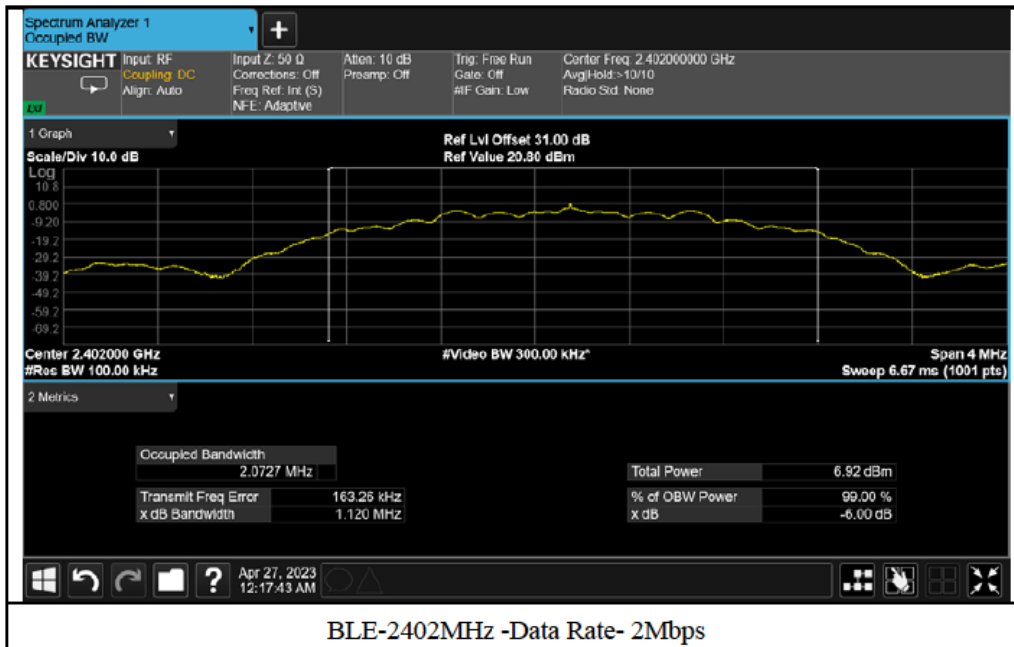 Spectrum Analyzer 1
Occupied BW
+
KEYSIGHT Input: RF Input Z: 50 Ω Atten: 10 dB Trig: Free Run Center Freq: 2.402000000 GHz
Coupling: DC Corrections: Off Preamp: Off Gate: Off Avg|Hold:>10/10
Align: Auto Freq Ref: Int (S) #IF Gain: Low Radio Std: None
NFE: Adaptive
LXI
1 Graph
Ref Lvl Offset 31.00 dB
Scale/Div 10.0 dB Ref Value 20.80 dBm
Log
10.8
0.800
-9.20
-19.2
-29.2
-39.2
-49.2
-59.2
-69.2
Center 2.402000 GHz #Video BW 300.00 kHz* Span 4 MHz
#Res BW 100.00 kHz Sweep 6.67 ms (1001 pts)
2 Metrics
Occupied Bandwidth
2.0727 MHz Total Power 6.92 dBm
Transmit Freq Error 163.26 kHz % of OBW Power 99.00 %
x dB Bandwidth 1.120 MHz x dB -6.00 dB
? Apr 27, 2023
12:17:43 AM
BLE-2402MHz -Data Rate- 2Mbps